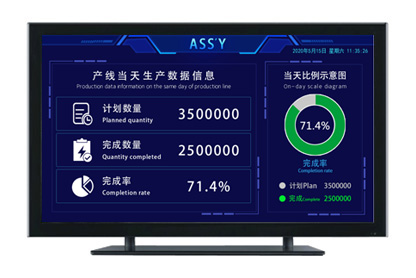 ASS'Y
2020年5月15日 星期六 11:35:26
产线当天生产数据信息
Production data information on the same day of production line
计划数量
Planned quantity
3500000
完成数量
Quantity completed
2500000
完成率
Completion rate
71.4%
当天比例示意图
On-day scale diagram
71.4%
完成率
Completion rate
计划Plan 3500000
完成Complete 2500000